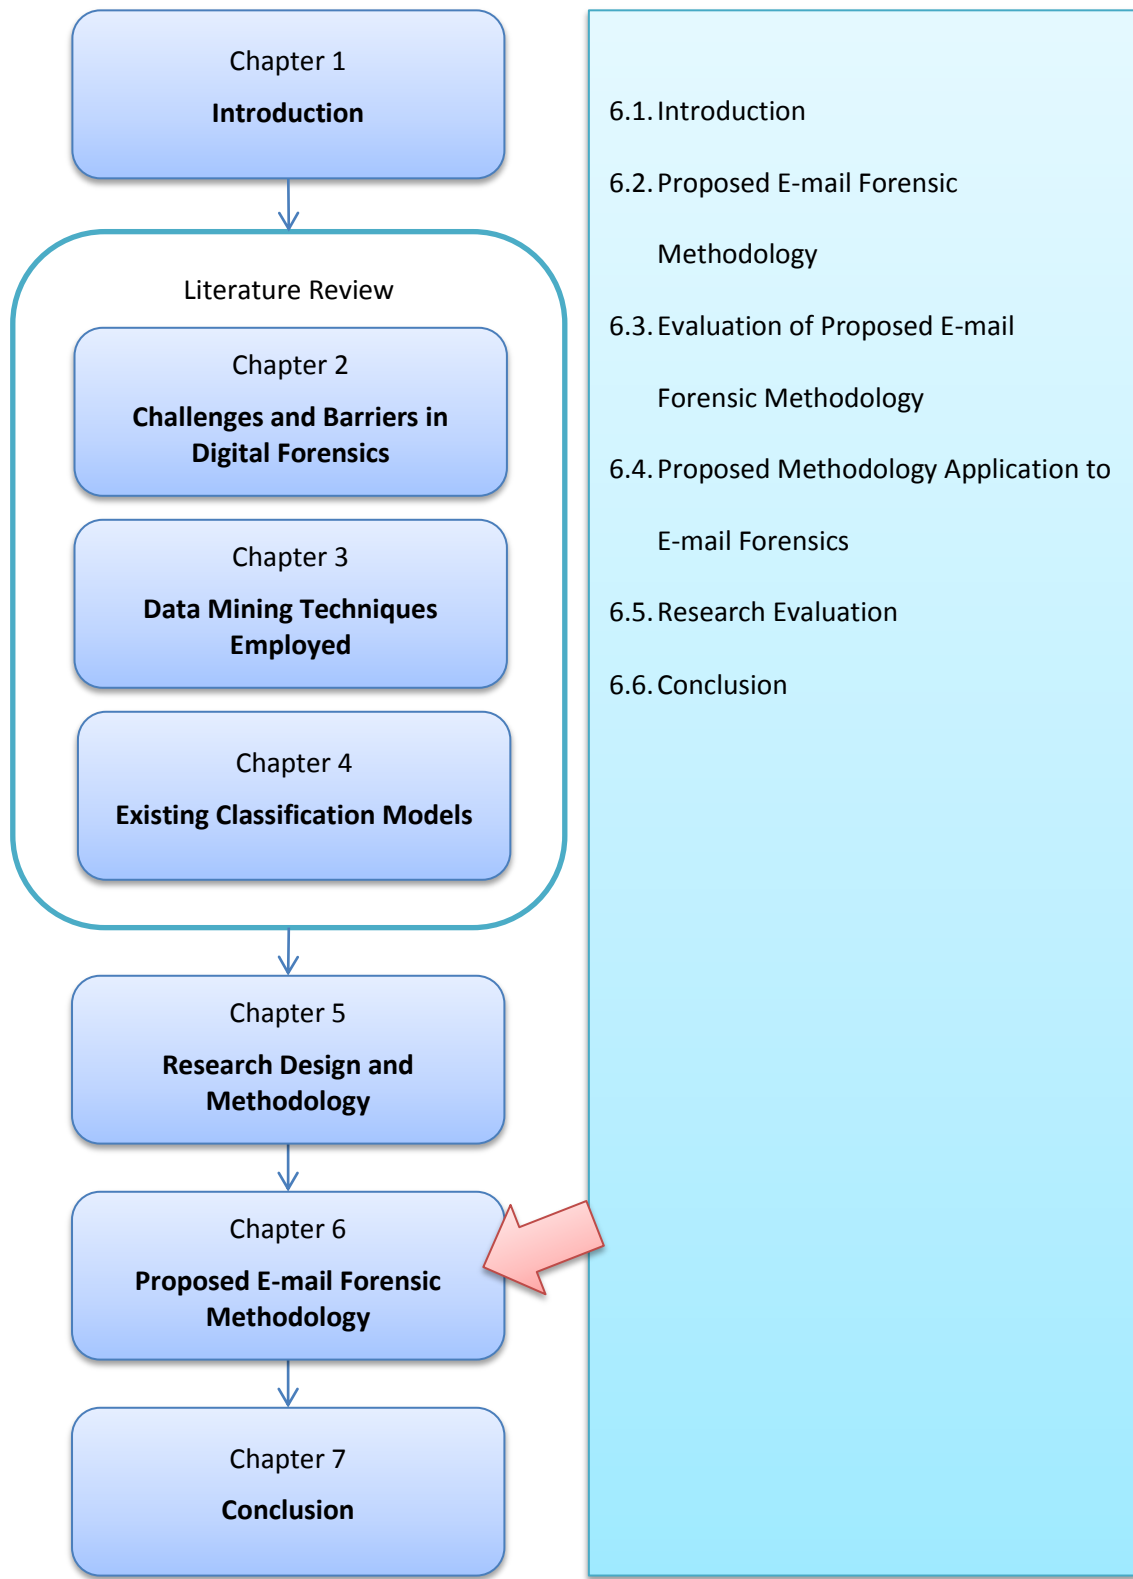 Chapter 1
Introduction
Literature Review
Chapter 2
Challenges and Barriers in
Digital Forensics
Chapter 3
Data Mining Techniques
Employed
Chapter 4
Existing Classification Models
Chapter 5
Research Design and
Methodology
Chapter 6
Proposed E-mail Forensic
Methodology
Chapter 7
Conclusion
6.1. Introduction
6.2. Proposed E-mail Forensic
Methodology
6.3. Evaluation of Proposed E-mail
Forensic Methodology
6.4. Proposed Methodology Application to
E-mail Forensics
6.5. Research Evaluation
6.6. Conclusion